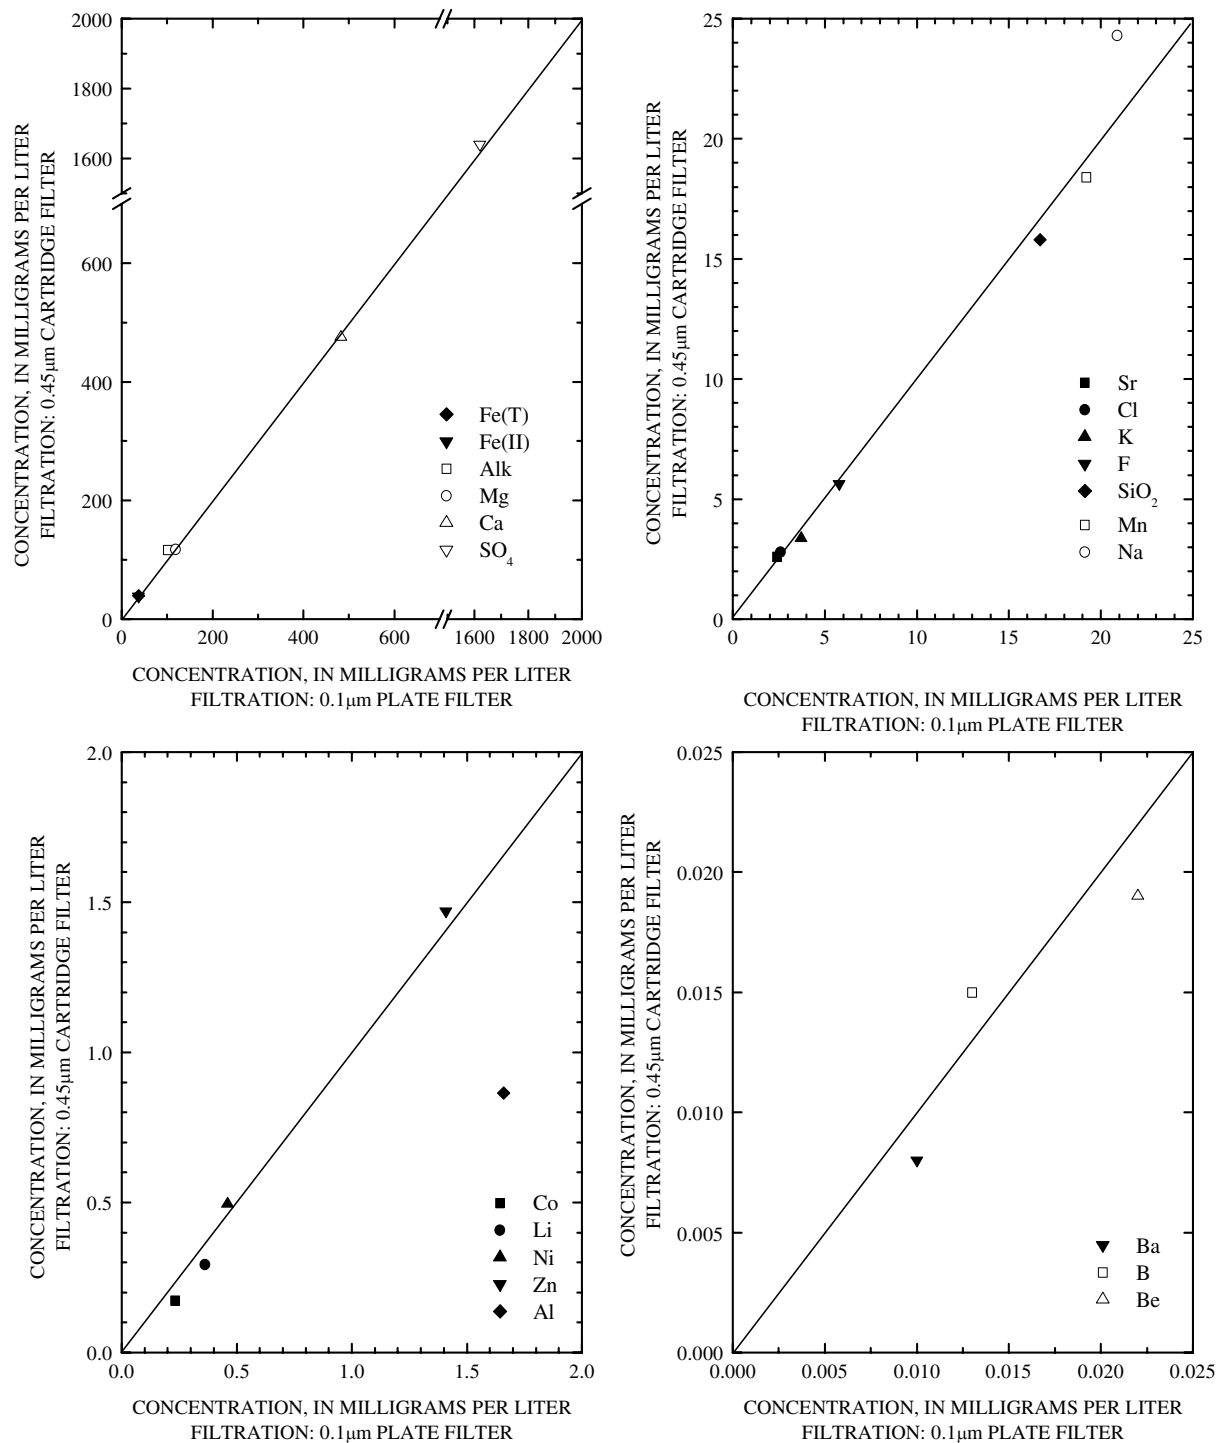 2000
1800
1600
600
400
200
0
0 200 400 600 1600 2000
CONCENTRATION, IN MILLIGRAMS PER LITER
FILTRATION: 0.45μm CARTRIDGE FILTER
Fe(T)
Fe(II)
Alk
Mg
Ca
SO4
CONCENTRATION, IN MILLIGRAMS PER LITER
FILTRATION: 0.1μm PLATE FILTER
25
20
15
10
5
0
0 5 10 15 20 25
CONCENTRATION, IN MILLIGRAMS PER LITER
FILTRATION: 0.45μm CARTRIDGE FILTER
Sr
Cl
K
F
SiO2
Mn
Na
CONCENTRATION, IN MILLIGRAMS PER LITER
FILTRATION: 0.1μm PLATE FILTER
2.0
1.5
1.0
0.5
0.0
0.0 0.5 1.0 1.5 2.0
CONCENTRATION, IN MILLIGRAMS PER LITER
FILTRATION: 0.45μm CARTRIDGE FILTER
Co
Li
Ni
Zn
Al
CONCENTRATION, IN MILLIGRAMS PER LITER
FILTRATION: 0.1μm PLATE FILTER
0.025
0.020
0.015
0.010
0.005
0.000
0.000 0.005 0.010 0.015 0.020 0.025
CONCENTRATION, IN MILLIGRAMS PER LITER
FILTRATION: 0.45μm CARTRIDGE FILTER
Ba
B
Be
CONCENTRATION, IN MILLIGRAMS PER LITER
FILTRATION: 0.1μm PLATE FILTER